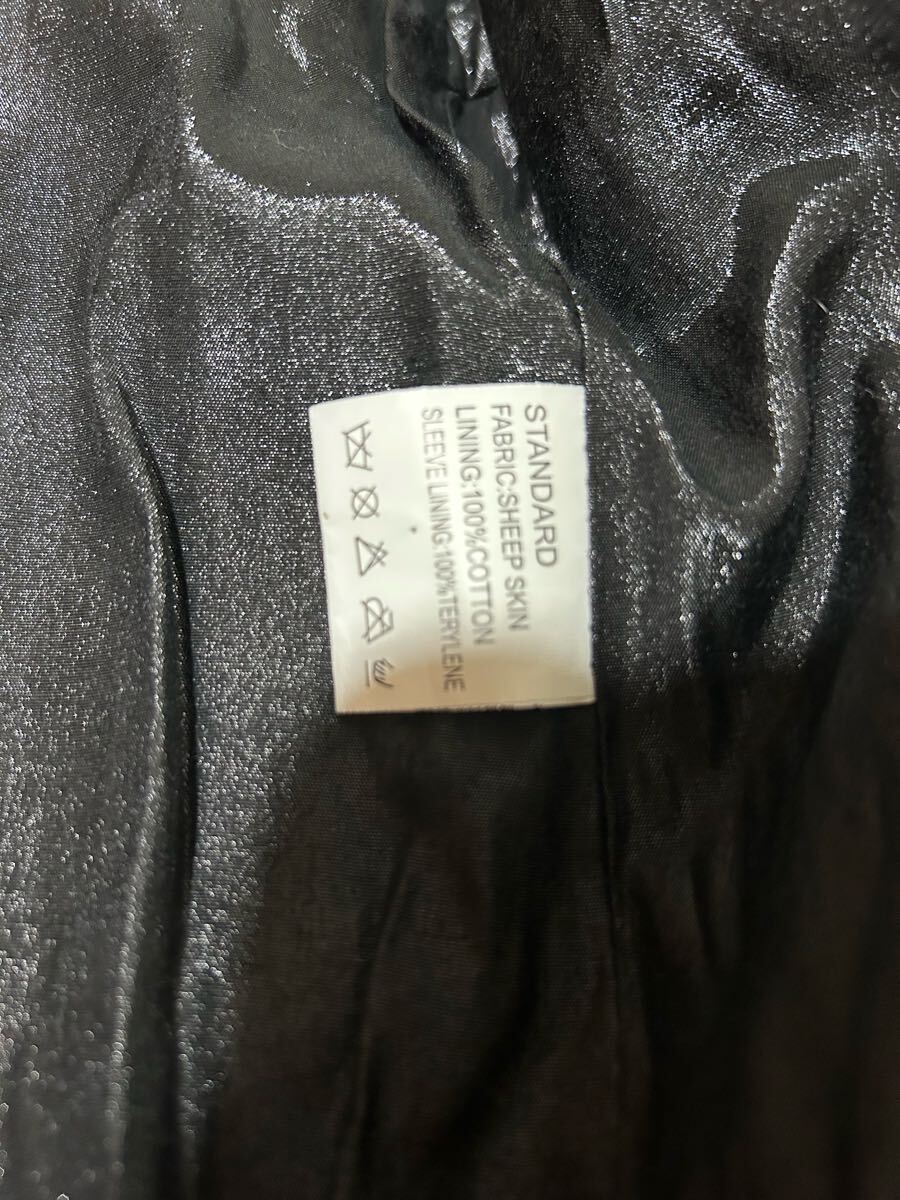 STANDARD
FABRIC:SHEEP SKIN
LINING:100%COTTON
SLEEVE LINING:100%TERYLENE